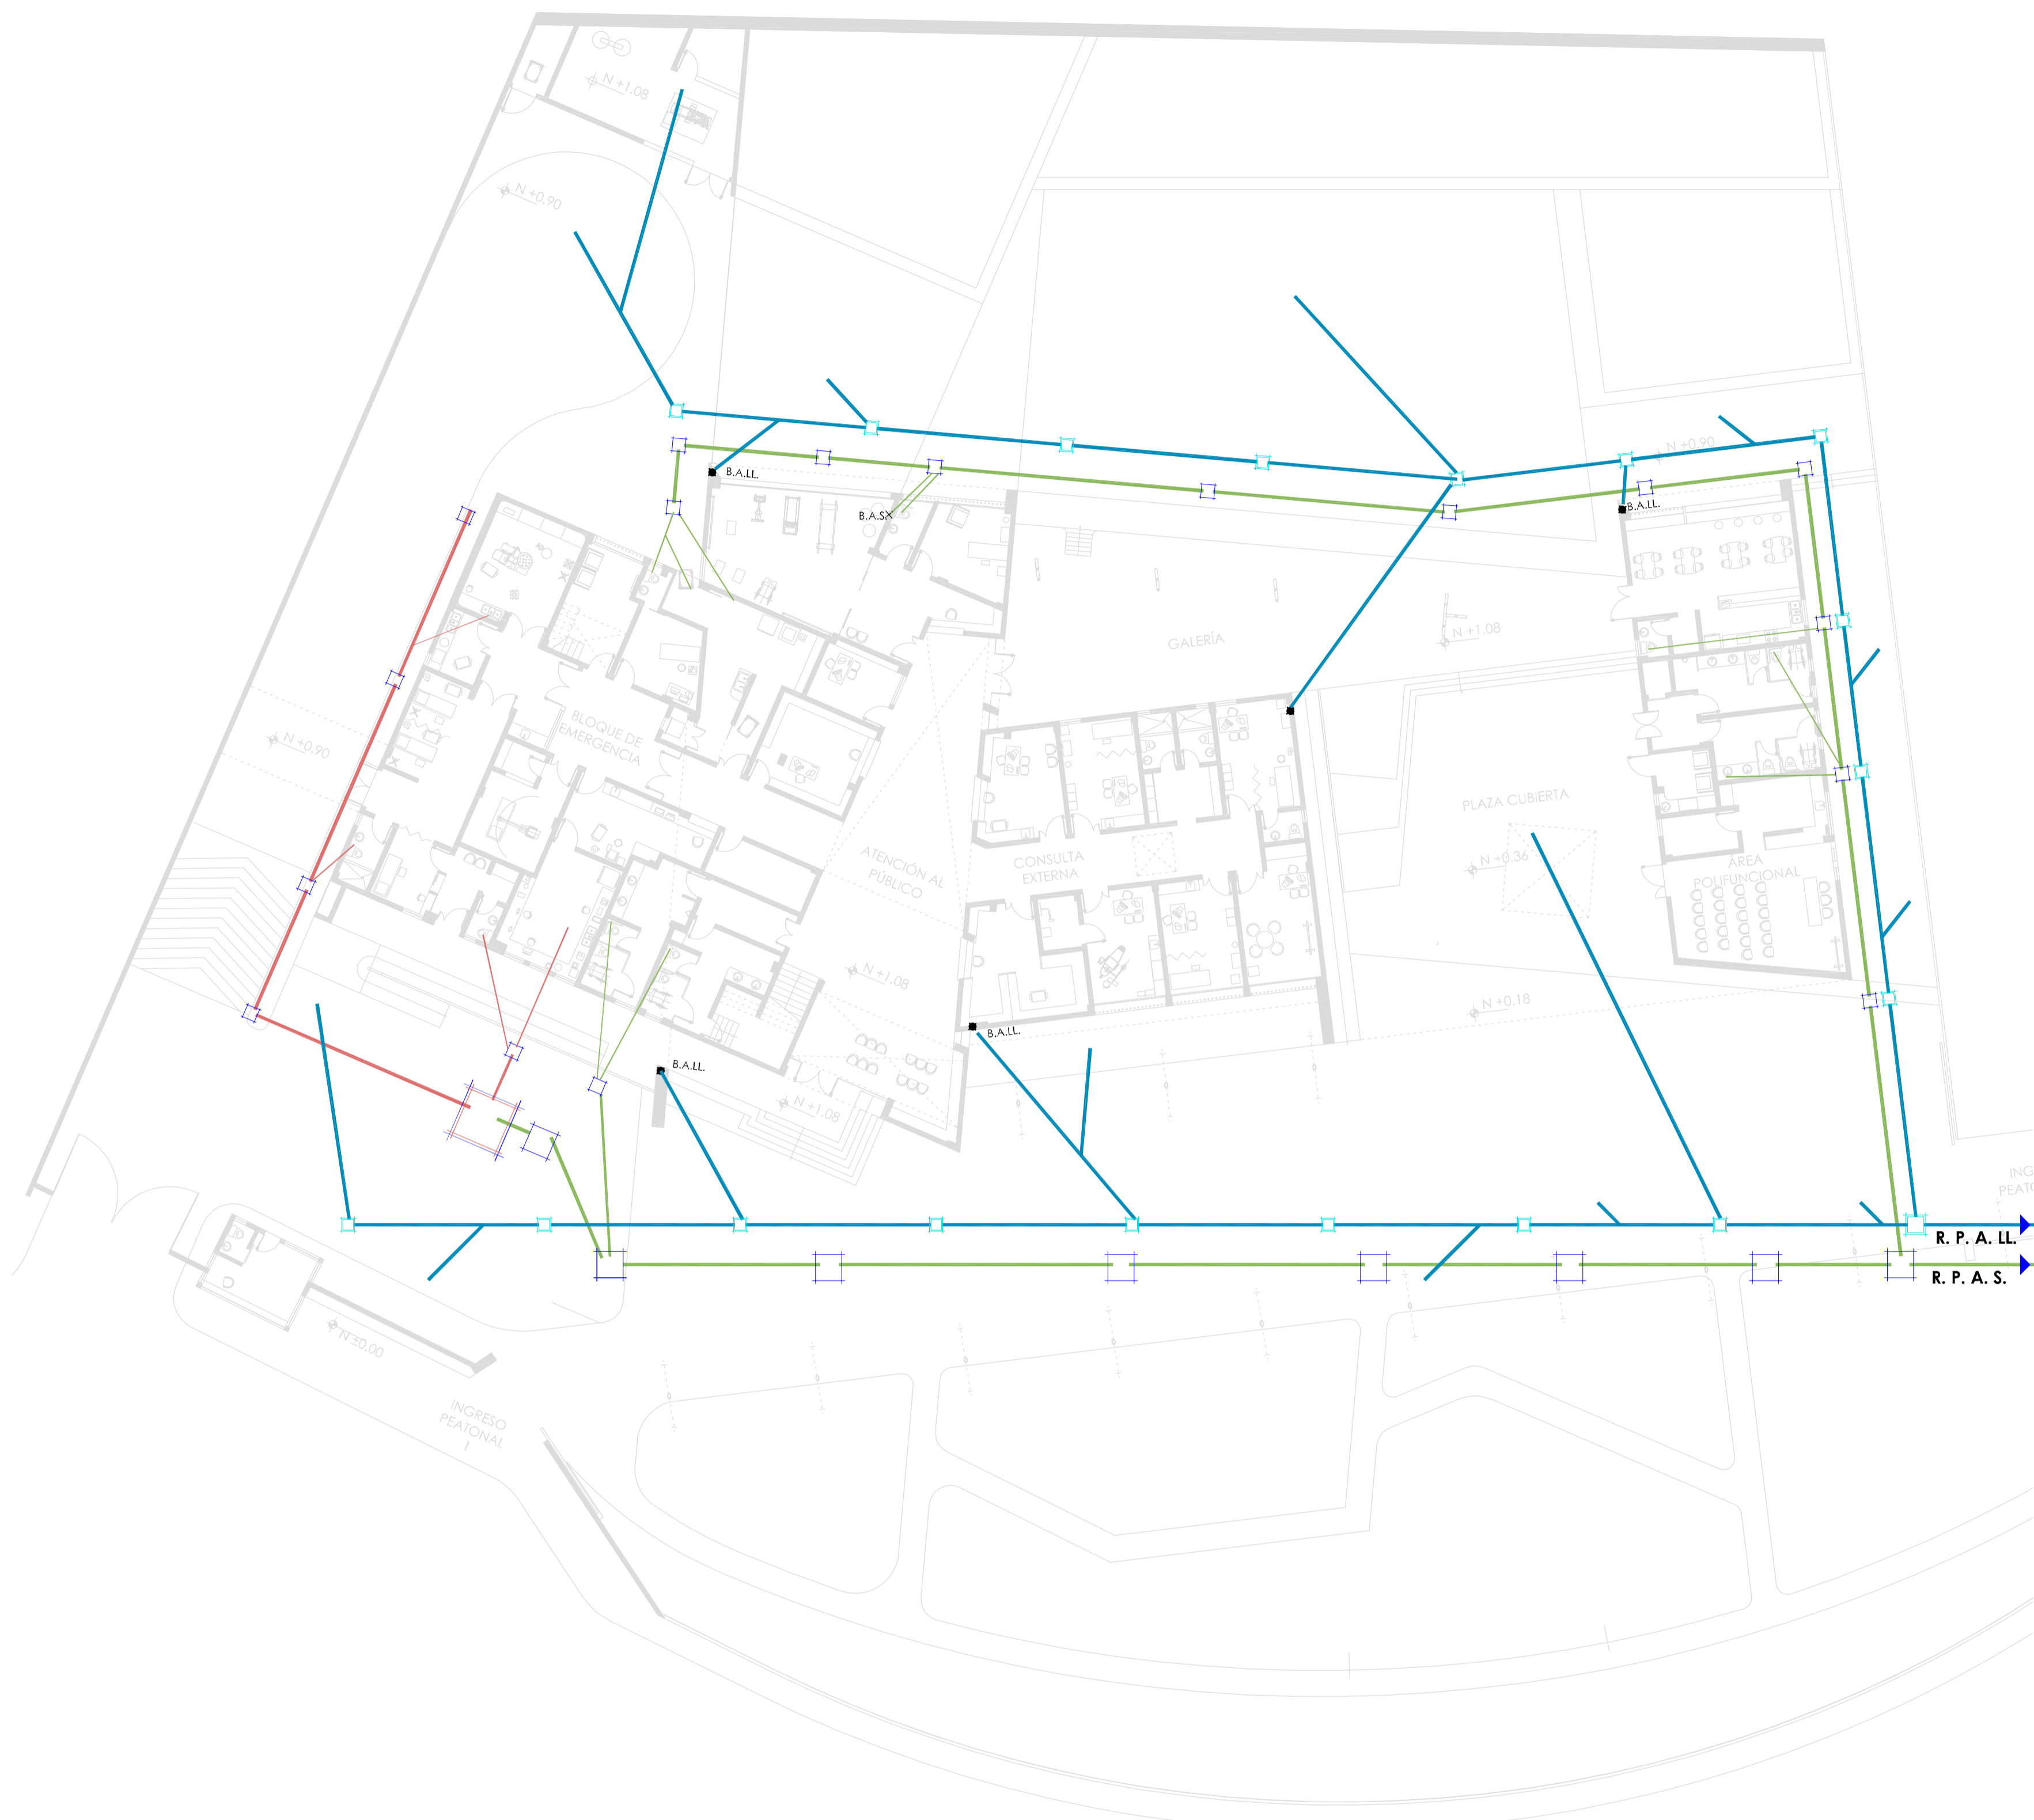 N +1.08
N +0.90
N +0.90
B.A.LL.
B.A.LL.
B.A.S.
N +1,08
GALERÍA
BLOQUE DE
EMERGENCIA
N +0.90
PLAZA CUBIERTA
ATENCIÓN AL
PÚBLICO
CONSULTA
EXTERNA
N +0.36
ÁREA
POLIFUNCIONAL
N +1.08
N +0.18
B.A.LL.
B.A.LL.
N +1.08
R. P. A. LL.
R. P. A. S.
N ±0.00
INGRESO
PEATONAL
1